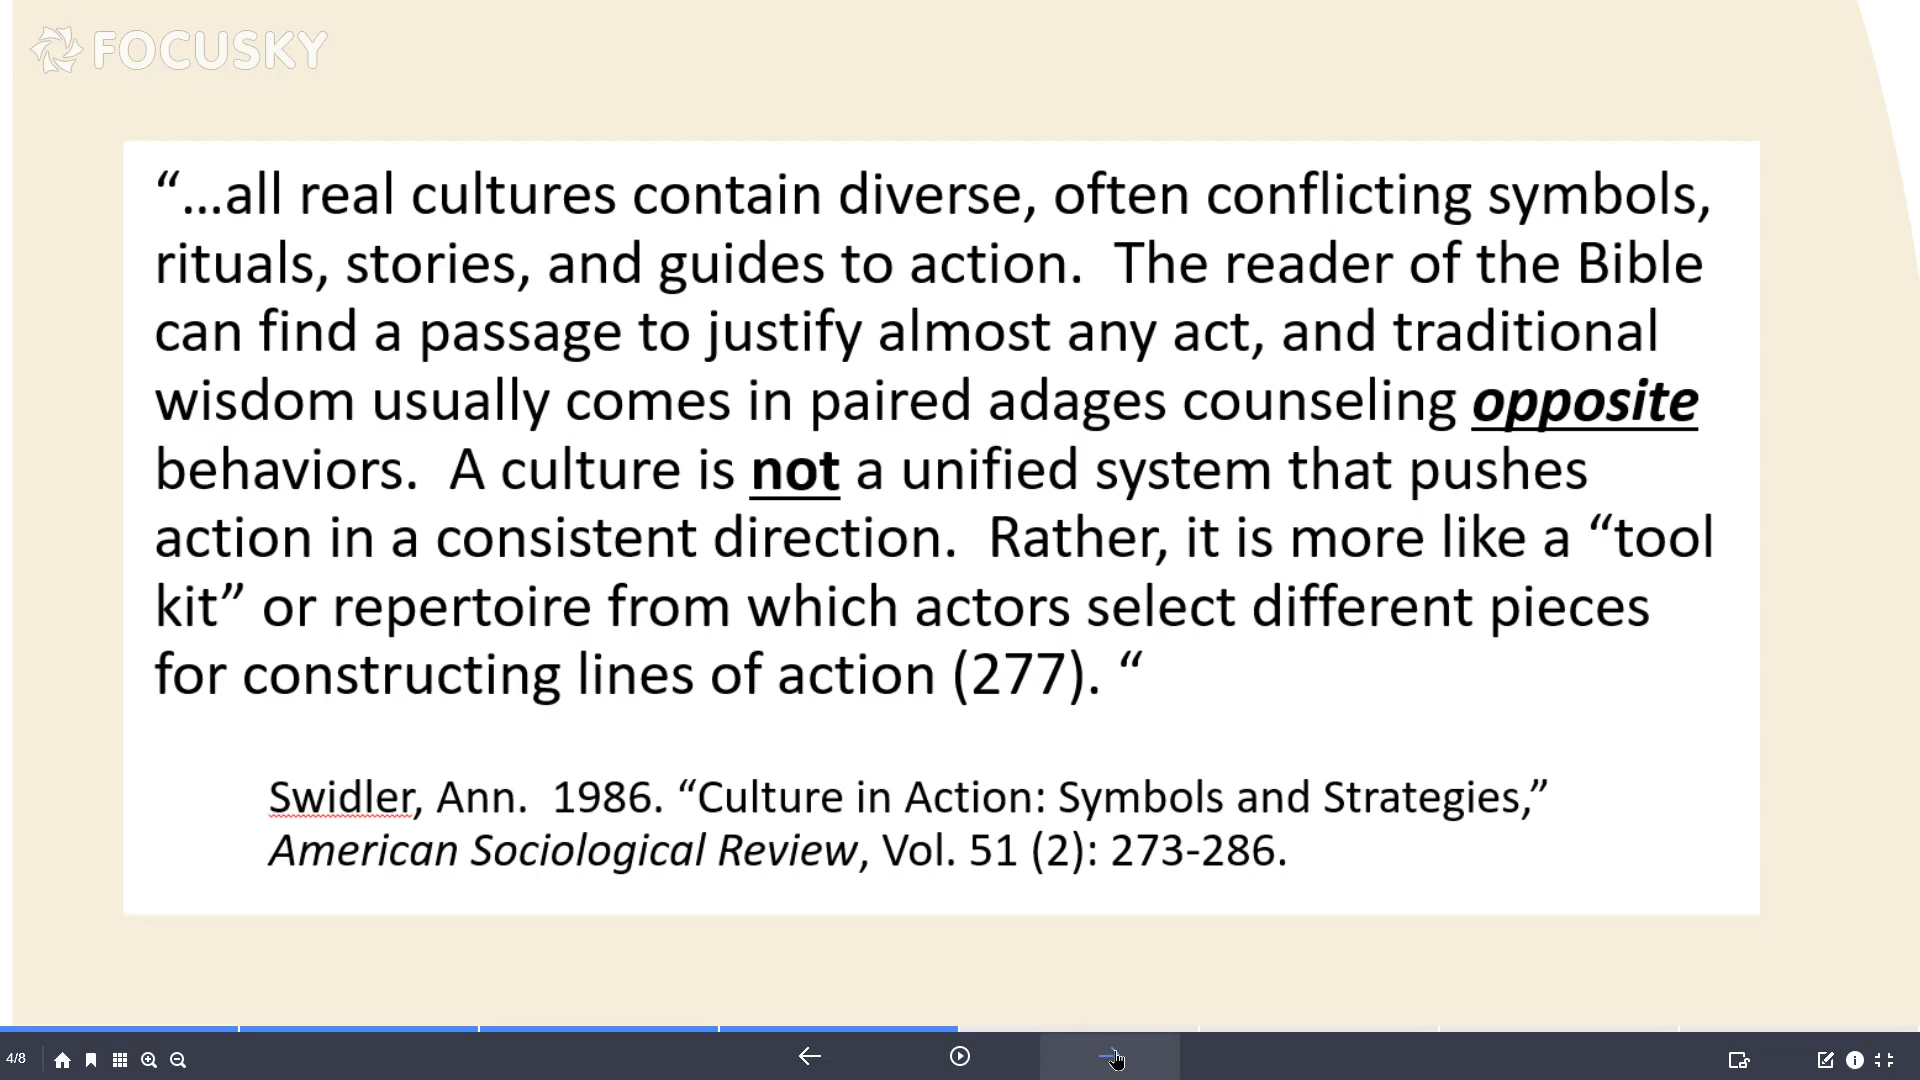 FOCUSKY
“...all real cultures contain diverse, often conflicting symbols,
rituals, stories, and guides to action.  The reader of the Bible
can find a passage to justify almost any act, and traditional
wisdom usually comes in paired adages counseling opposite
behaviors.  A culture is not a unified system that pushes
action in a consistent direction.  Rather, it is more like a “tool
kit” or repertoire from which actors select different pieces
for constructing lines of action (277). “
Swidler, Ann.  1986. “Culture in Action: Symbols and Strategies,”
American Sociological Review, Vol. 51 (2): 273-286.
4/8